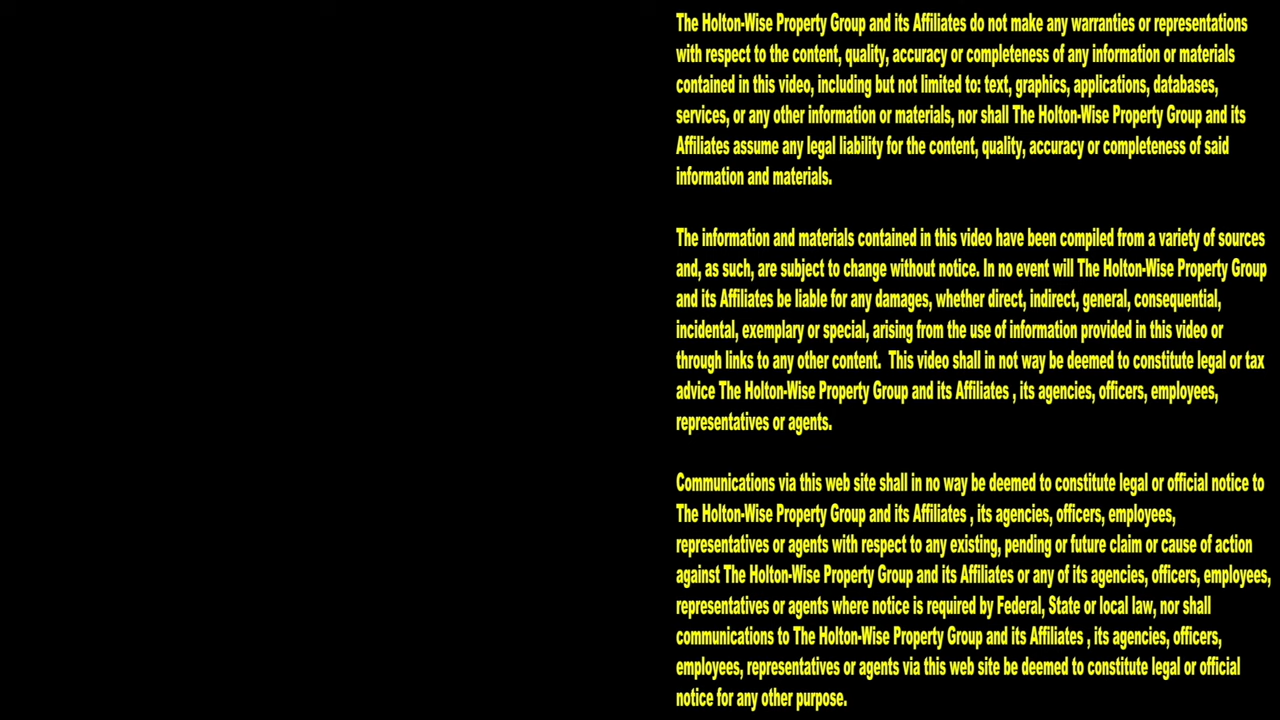 The Holton-Wise Property Group and its Affiliates do not make any warranties or representations
with respect to the content, quality, accuracy or completeness of any information or materials
contained in this video, including but not limited to: text, graphics, applications, databases,
services, or any other information or materials, nor shall The Holton-Wise Property Group and its
Affiliates assume any legal liability for the content, quality, accuracy or completeness of said
information and materials.
The information and materials contained in this video have been compiled from a variety of sources
and, as such, are subject to change without notice. In no event will The Holton-Wise Property Group
and its Affiliates be liable for any damages, whether direct, indirect, general, consequential,
incidental, exemplary or special, arising from the use of information provided in this video or
through links to any other content.  This video shall in not way be deemed to constitute legal or tax
advice The Holton-Wise Property Group and its Affiliates , its agencies, officers, employees,
representatives or agents.
Communications via this web site shall in no way be deemed to constitute legal or official notice to
The Holton-Wise Property Group and its Affiliates , its agencies, officers, employees,
representatives or agents with respect to any existing, pending or future claim or cause of action
against The Holton-Wise Property Group and its Affiliates or any of its agencies, officers, employees,
representatives or agents where notice is required by Federal, State or local law, nor shall
communications to The Holton-Wise Property Group and its Affiliates , its agencies, officers,
employees, representatives or agents via this web site be deemed to constitute legal or official
notice for any other purpose.